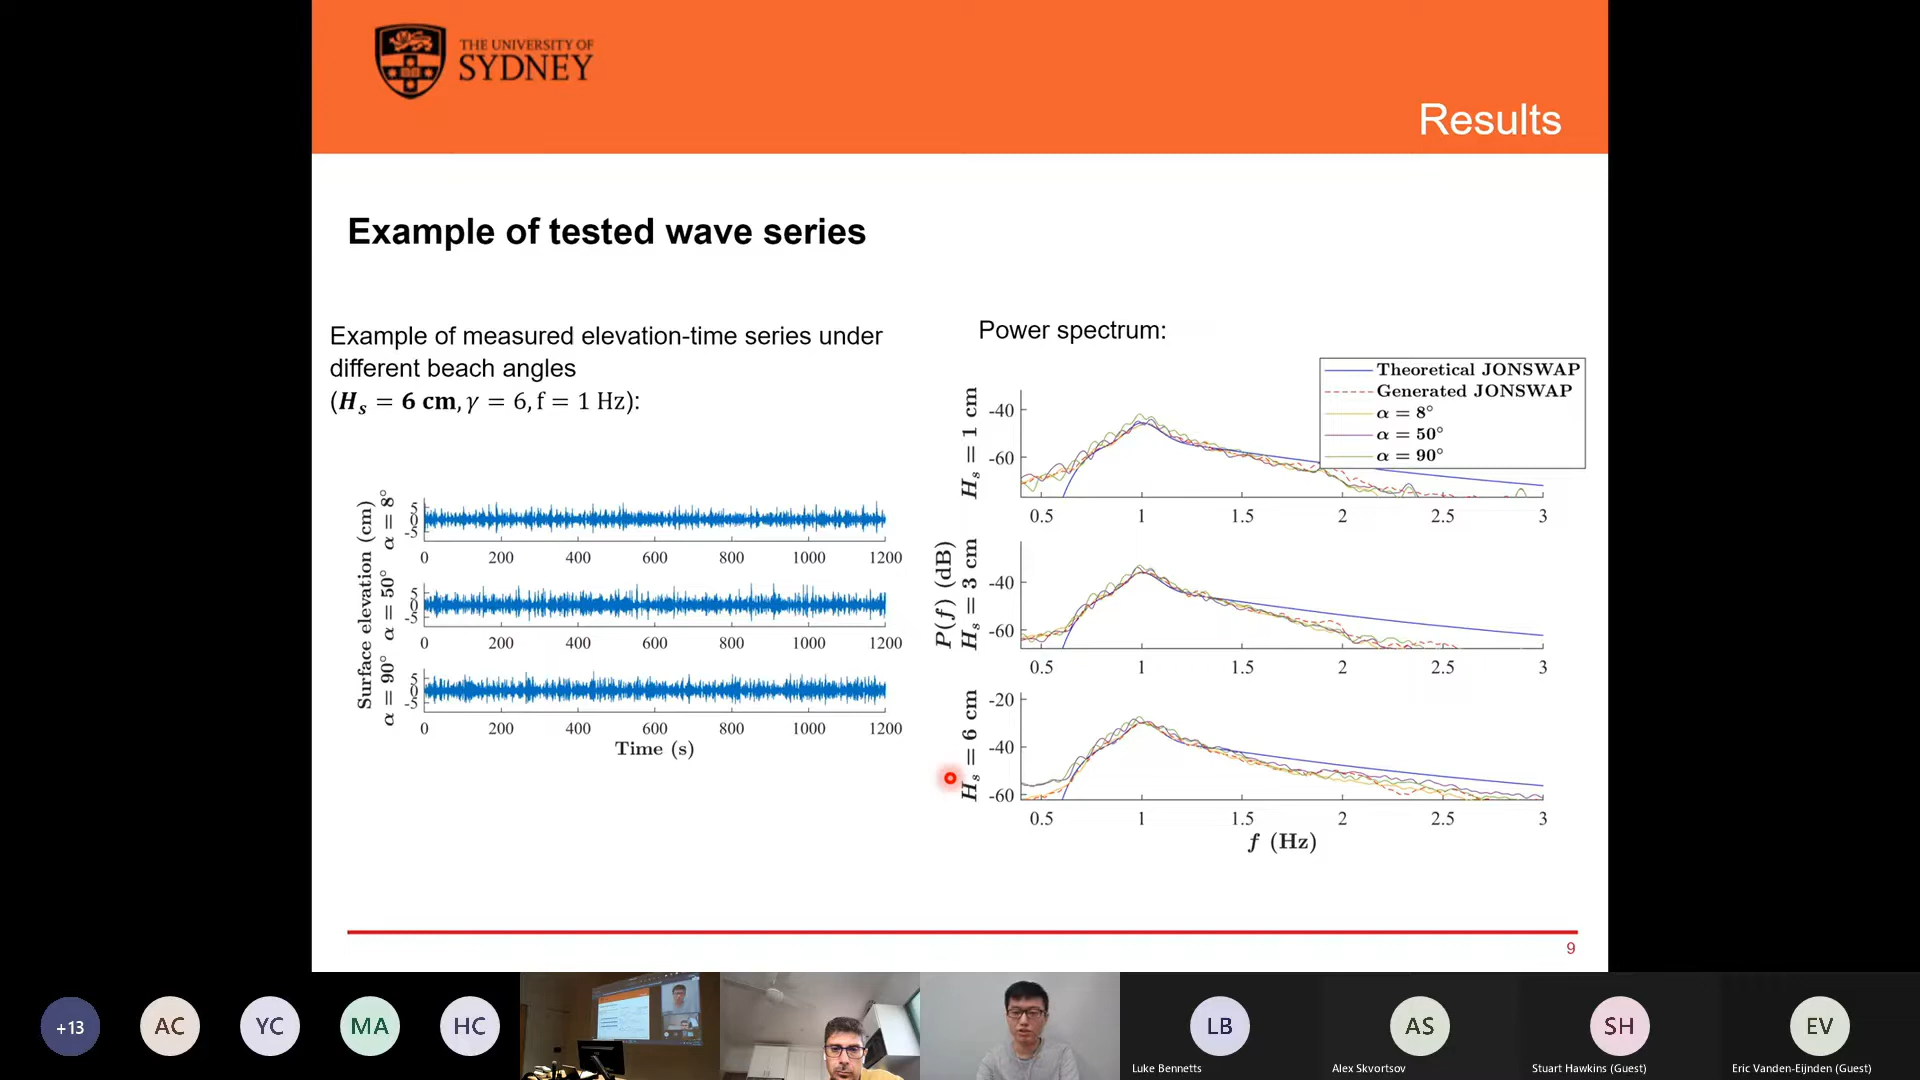 THE UNIVERSITY OF
SYDNEY
Results
Example of tested wave series
Example of measured elevation-time series under
different beach angles
(𝑯ₛ = 6 cm, γ = 6, f = 1 Hz):
Surface elevation (cm)
α = 8°
5
0
-5
0 200 400 600 800 1000 1200
α = 50°
5
0
-5
0 200 400 600 800 1000 1200
α = 90°
5
0
-5
0 200 400 600 800 1000 1200
Time (s)
Power spectrum:
Theoretical JONSWAP
Generated JONSWAP
α = 8°
α = 50°
α = 90°
P(f) (dB)
Hₛ = 1 cm
-40
-60
0.5 1 1.5 2 2.5 3
Hₛ = 3 cm
-40
-60
0.5 1 1.5 2 2.5 3
Hₛ = 6 cm
-20
-40
-60
0.5 1 1.5 2 2.5 3
f (Hz)
9
+13
AC
YC
MA
HC
LB
Luke Bennetts
AS
Alex Skvortsov
SH
Stuart Hawkins (Guest)
EV
Eric Vanden-Eijnden (Guest)